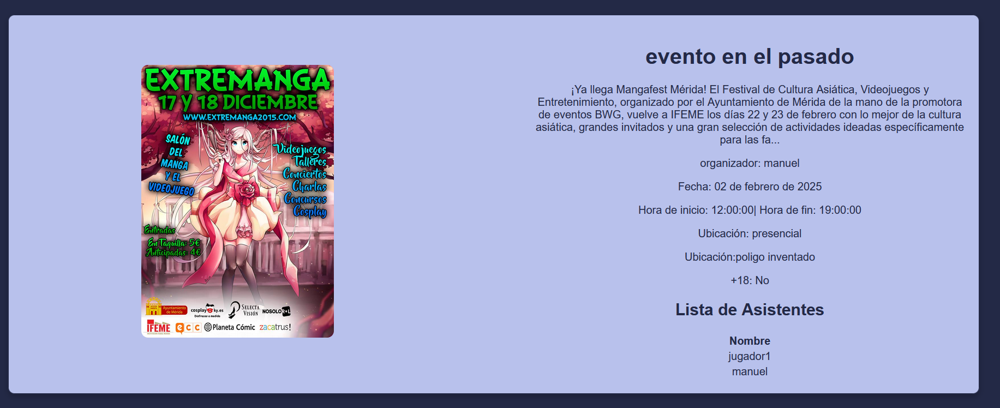 EXTREMANGA
17 Y 18 DICIEMBRE
WWW.EXTREMANGA2015.COM
SALÓN
DEL
MANGA
Y EL
VIDEOJUEGO
Videojuegos
Talleres
Conciertos
Charlas
Concursos
Cosplay
Entradas
En Taquilla: 5€
Anticipadas: 4€
Ayuntamiento
de Mérida
cosplaysky.es
Disfraces a medida
SELECTA
VISIÓN
NOSOLOROL
IFEME
ecc
Planeta Cómic
zacatrus!
evento en el pasado
¡Ya llega Mangafest Mérida! El Festival de Cultura Asiática, Videojuegos y
Entretenimiento, organizado por el Ayuntamiento de Mérida de la mano de la promotora
de eventos BWG, vuelve a IFEME los días 22 y 23 de febrero con lo mejor de la cultura
asiática, grandes invitados y una gran selección de actividades ideadas específicamente
para las fa...
organizador: manuel
Fecha: 02 de febrero de 2025
Hora de inicio: 12:00:00| Hora de fin: 19:00:00
Ubicación: presencial
Ubicación:poligo inventado
+18: No
Lista de Asistentes
Nombre
jugador1
manuel